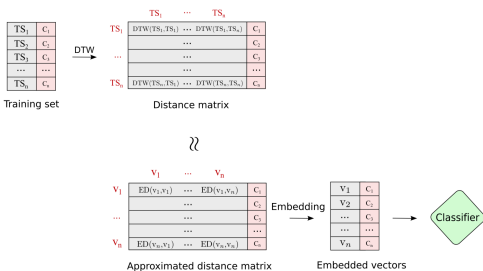 TS1 ... TSn
TS1 C1
TS2 C2
TS3 C3
... ...
TSn Cn
Training set
DTW
TS1 DTW(TS1,TS1) ... DTW(TS1,TSn) C1
... C2
... ... C3
... ...
TSn DTW(TSn,TS1) ... DTW(TSn,TSn) Cn
Distance matrix
≈
v1 ... vn
v1 ED(v1,v1) ... ED(v1,vn) C1
... C2
... ... C3
... ...
vn ED(vn,v1) ... ED(vn,vn) Cn
Approximated distance matrix
Embedding
v1 C1
v2 C2
... C3
... ...
vn Cn
Embedded vectors
Classifier